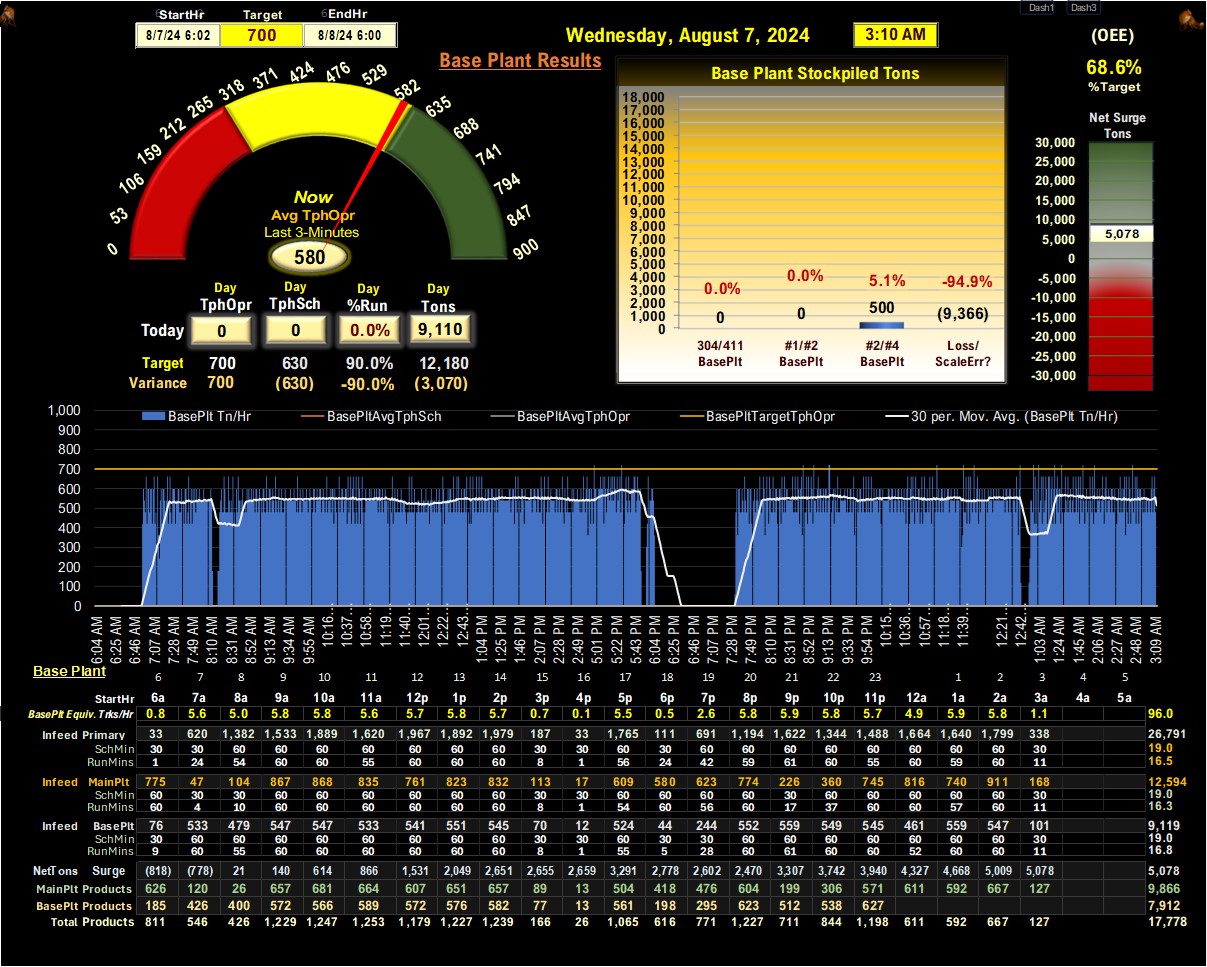 Dash1 Dash3
StartHr Target EndHr
8/7/24 6:02 700 8/8/24 6:00
Wednesday, August 7, 2024 3:10 AM
(OEE)
68.6%
%Target
Base Plant Results
0 53 106 159 212 265 318 371 424 476 529 582 635 688 741 794 847 900
Now
Avg TphOpr
Last 3-Minutes
580
Day Day Day Day
TphOpr TphSch %Run Tons
Today 0 0 0.0% 9,110
Target 700 630 90.0% 12,180
Variance 700 (630) -90.0% (3,070)
Base Plant Stockpiled Tons
18,000
17,000
16,000
15,000
14,000
13,000
12,000
11,000
10,000
9,000
8,000
7,000
6,000
5,000
4,000
3,000
2,000
1,000
0
0.0% 0.0% 5.1% -94.9%
0 0 500 (9,366)
304/411 #1/#2 #2/#4 Loss/
BasePlt BasePlt BasePlt ScaleErr?
Net Surge
Tons
30,000
25,000
20,000
15,000
10,000
5,000
0
-5,000
-10,000
-15,000
-20,000
-25,000
-30,000
5,078
BasePlt Tn/Hr BasePltAvgTphSch BasePltAvgTphOpr BasePltTargetTphOpr 30 per. Mov. Avg. (BasePlt Tn/Hr)
1,000
900
800
700
600
500
400
300
200
100
0
6:04 AM 6:25 AM 6:46 AM 7:07 AM 7:28 AM 7:49 AM 8:10 AM 8:31 AM 8:52 AM 9:13 AM 9:34 AM 9:55 AM 10:16… 10:37… 10:58… 11:19… 11:40… 12:01… 12:22… 12:43… 1:04 PM 1:25 PM 1:46 PM 2:07 PM 2:28 PM 2:49 PM 3:10 PM 4:40 PM 5:01 PM 5:22 PM 5:43 PM 6:04 PM 6:25 PM 6:46 PM 7:07 PM 7:28 PM 7:49 PM 8:10 PM 8:31 PM 8:52 PM 9:13 PM 9:33 PM 9:54 PM 10:15… 10:36… 10:57… 11:18… 11:39… 12:21… 12:42… 1:03 AM 1:24 AM 1:45 AM 2:06 AM 2:27 AM 2:48 AM 3:09 AM
Base Plant
6 7 8 9 10 11 12 13 14 15 16 17 18 19 20 21 22 23 1 2 3 4 5
StartHr 6a 7a 8a 9a 10a 11a 12p 1p 2p 3p 4p 5p 6p 7p 8p 9p 10p 11p 12a 1a 2a 3a 4a 5a
BasePlt Equiv. Trks/Hr 0.8 5.6 5.0 5.8 5.8 5.6 5.7 5.8 5.7 0.7 0.1 5.5 0.5 2.6 5.8 5.9 5.8 5.7 4.9 5.9 5.8 1.1 96.0
Infeed Primary 33 620 1,382 1,533 1,889 1,620 1,967 1,892 1,979 187 33 1,765 111 691 1,194 1,622 1,344 1,488 1,664 1,640 1,799 338 26,791
SchMin 30 30 60 60 60 60 60 60 60 30 30 60 30 30 60 60 60 60 60 60 60 30 19.0
RunMins 1 24 54 60 60 55 60 60 60 8 1 56 24 42 59 61 60 55 60 59 60 11 16.5
Infeed MainPlt 775 47 104 867 868 835 761 823 832 113 17 609 580 623 774 226 360 745 816 740 911 168 12,594
SchMin 60 30 30 60 60 60 60 60 60 30 30 60 60 60 60 30 60 60 60 60 60 30 19.0
RunMins 60 4 10 60 60 60 60 60 60 8 1 54 60 56 60 17 37 60 60 57 60 11 16.3
Infeed BasePlt 76 533 479 547 547 533 541 551 545 70 12 524 44 244 552 559 549 545 461 559 547 101 9,119
SchMin 30 60 60 60 60 60 60 60 60 30 30 60 30 30 60 60 60 60 60 60 60 30 19.0
RunMins 9 60 55 60 60 60 60 60 60 8 1 55 5 28 60 61 60 60 52 60 60 11 16.8
NetTons Surge (818) (778) 21 140 614 866 1,531 2,049 2,651 2,655 2,659 3,291 2,778 2,602 2,470 3,307 3,742 3,940 4,327 4,668 5,009 5,078 5,078
MainPlt Products 626 120 26 657 681 664 607 651 657 89 13 504 418 476 604 199 306 571 611 592 667 127 9,866
BasePlt Products 185 426 400 572 566 589 572 576 582 77 13 561 198 295 623 512 538 627 7,912
Total Products 811 546 426 1,229 1,247 1,253 1,179 1,227 1,239 166 26 1,065 616 771 1,227 711 844 1,198 611 592 667 127 17,778